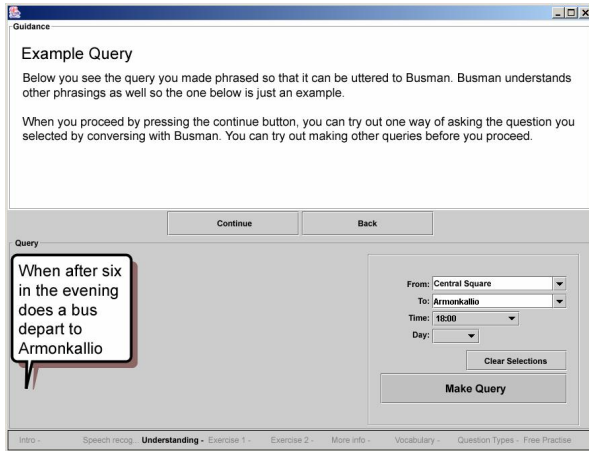 Guidance
Example Query
Below you see the query you made phrased so that it can be uttered to Busman. Busman understands
other phrasings as well so the one below is just an example.
When you proceed by pressing the continue button, you can try out one way of asking the question you
selected by conversing with Busman. You can try out making other queries before you proceed.
Continue Back
Query
When after six
in the evening
does a bus
depart to
Armonkallio
From: Central Square
To: Armonkallio
Time: 18:00
Day:
Clear Selections
Make Query
Intro - Speech recog.. Understanding - Exercise 1 - Exercise 2 - More info - Vocabulary - Question Types - Free Practise